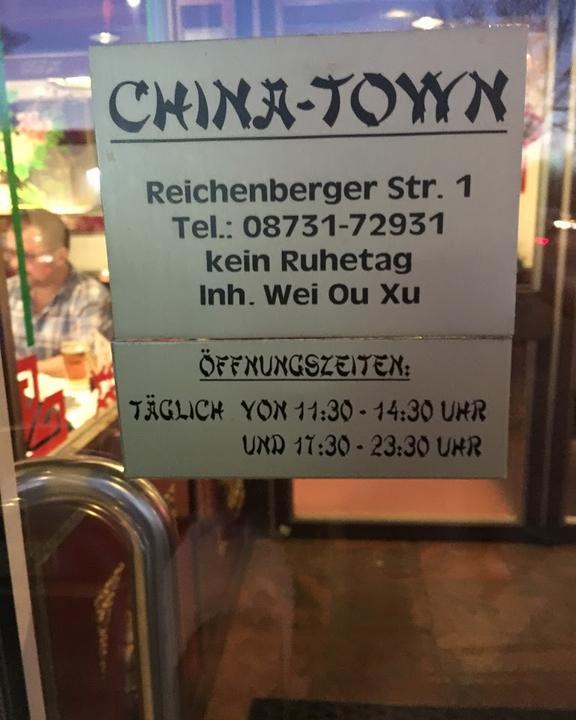 CHINA-TOWN
Reichenberger Str. 1
Tel.: 08731-72931
kein Ruhetag
Inh. Wei Ou Xu
ÖFFNUNGSZEITEN:
TÄGLICH VON 11:30 - 14:30 UHR
UND 17:30 - 23:30 UHR